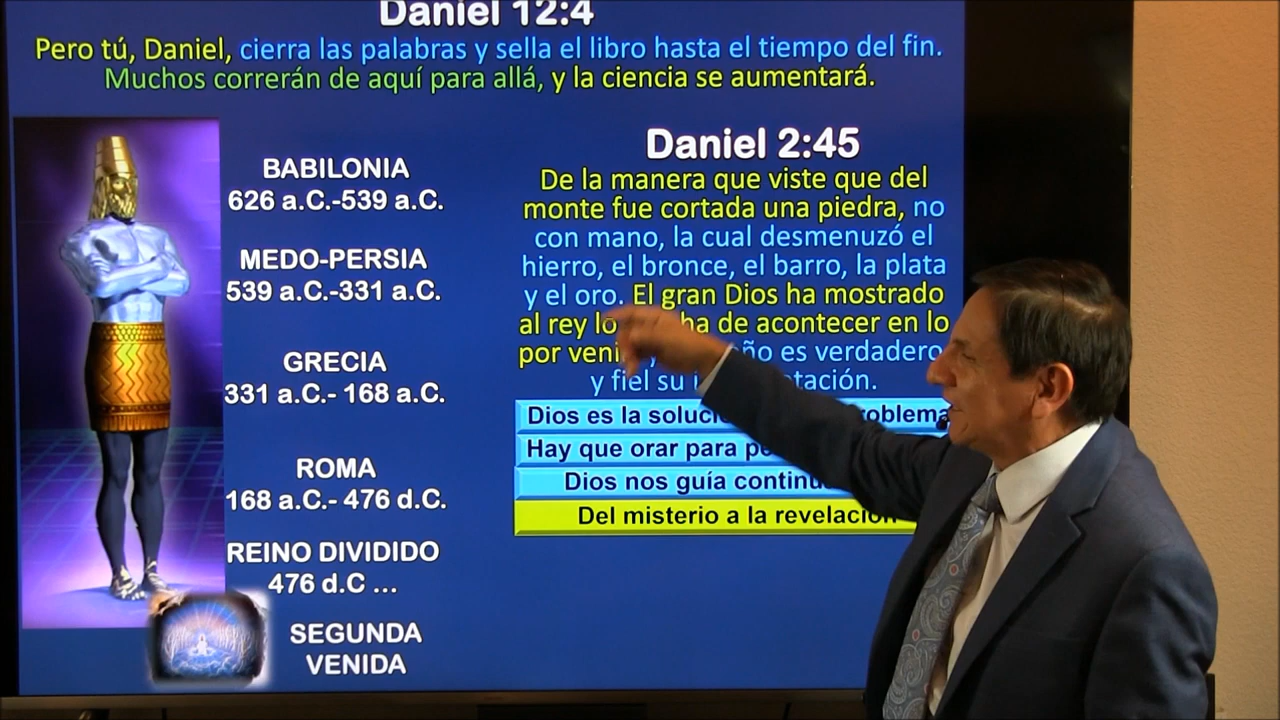 Daniel 12:4
Pero tú, Daniel, cierra las palabras y sella el libro hasta el tiempo del fin.
Muchos correrán de aquí para allá, y la ciencia se aumentará.
BABILONIA
626 a.C.-539 a.C.
MEDO-PERSIA
539 a.C.-331 a.C.
GRECIA
331 a.C.- 168 a.C.
ROMA
168 a.C.- 476 d.C.
REINO DIVIDIDO
476 d.C ...
SEGUNDA
VENIDA
Daniel 2:45
De la manera que viste que del
monte fue cortada una piedra, no
con mano, la cual desmenuzó el
hierro, el bronce, el barro, la plata
y el oro. El gran Dios ha mostrado
al rey lo ha de acontecer en lo
por es verdadero,
y fiel su
Dios es la
Hay que orar para
Dios nos guía
Del misterio a la revelación